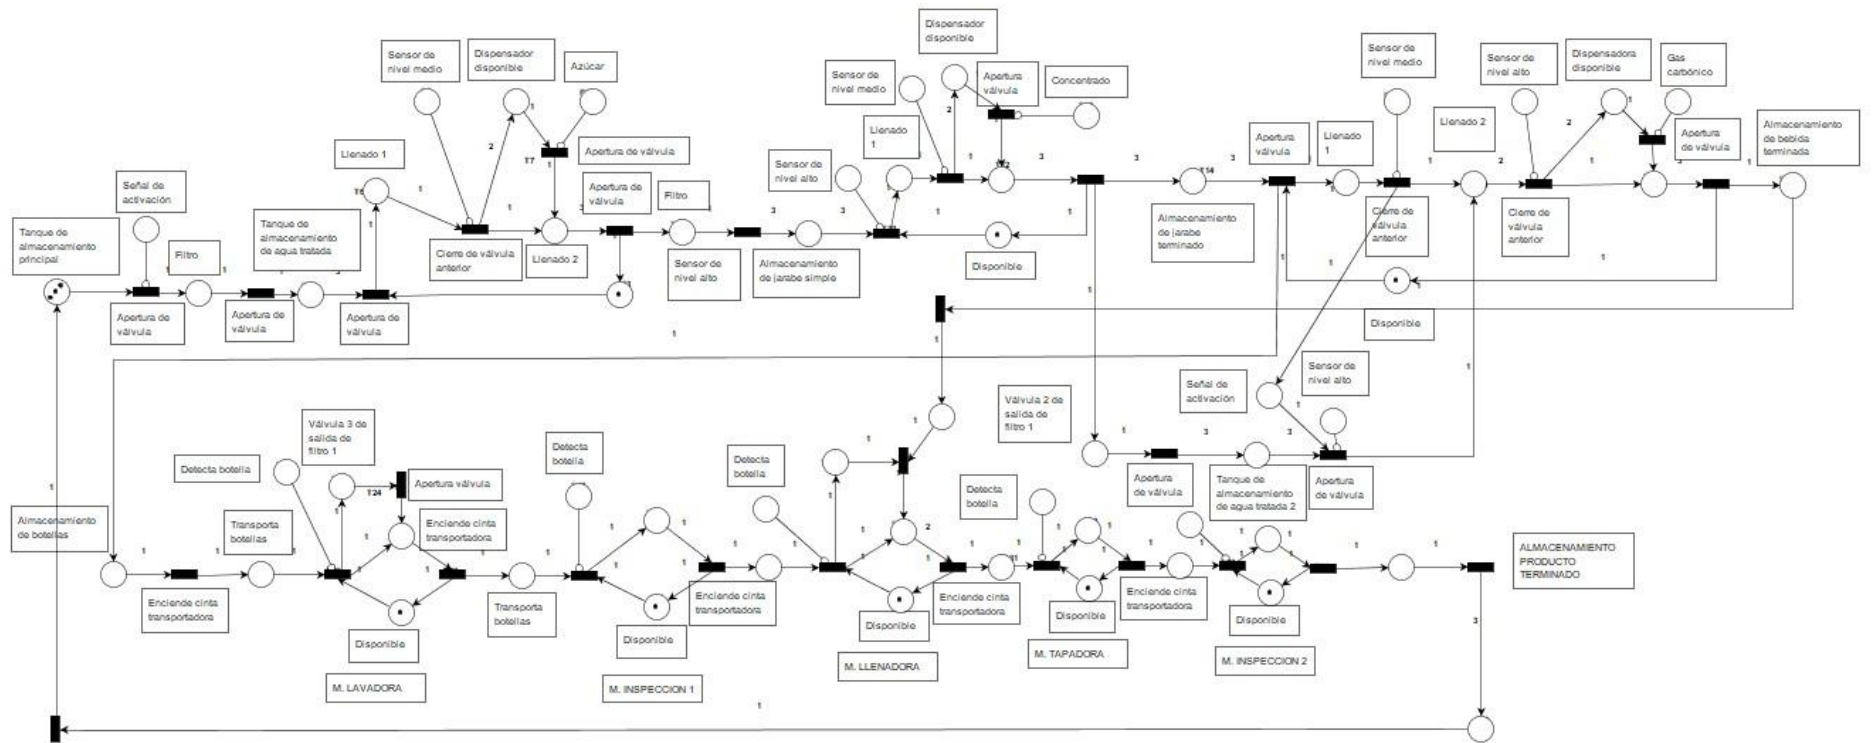 Dispensador
disponible
Sensor de
nivel medio
Dispensador
disponible
Azúcar
Sensor de
nivel medio
Apertura
válvula
Concentrado
Sensor de
nivel medio
Sensor de
nivel alto
Dispensadora
disponible
Gas
carbónico
Llenado 1
T7
Apertura de válvula
Llenado
1
Apertura
válvula
Llenado
1
Llenado 2
Apertura
de válvula
Almacenamiento
de bebida
terminada
Señal de
activación
Apertura de
válvula
Filtro
Sensor de
nivel alto
T14
Tanque de
almacenamiento
principal
Filtro
Tanque de
almacenamiento
de agua tratada
Cierre de válvula
anterior
Llenado 2
Sensor de
nivel alto
Almacenamiento
de jarabe simple
Disponible
Almacenamiento
de jarabe
terminado
Cierre de
válvula
anterior
Cierre de
válvula
anterior
Apertura de
válvula
Apertura de
válvula
Apertura de
válvula
Disponible
Sensor de
nivel alto
Señal de
activación
Válvula 2 de
salida de
filtro 1
Válvula 3 de
salida de
filtro 1
Detecta botella
T24
Apertura válvula
Detecta
botella
Detecta
botella
Detecta
botella
Apertura
de válvula
Tanque de
almacenamiento
de agua tratada 2
Apertura
de válvula
Almacenamiento
de botellas
Transporta
botellas
Enciende cinta
transportadora
ALMACENAMIENTO
PRODUCTO
TERMINADO
Enciende cinta
transportadora
Disponible
Transporta
botellas
Disponible
Enciende cinta
transportadora
Disponible
Enciende cinta
transportadora
Disponible
Enciende cinta
transportadora
Disponible
M. LAVADORA
M. INSPECCION 1
M. LLENADORA
M. TAPADORA
M. INSPECCION 2